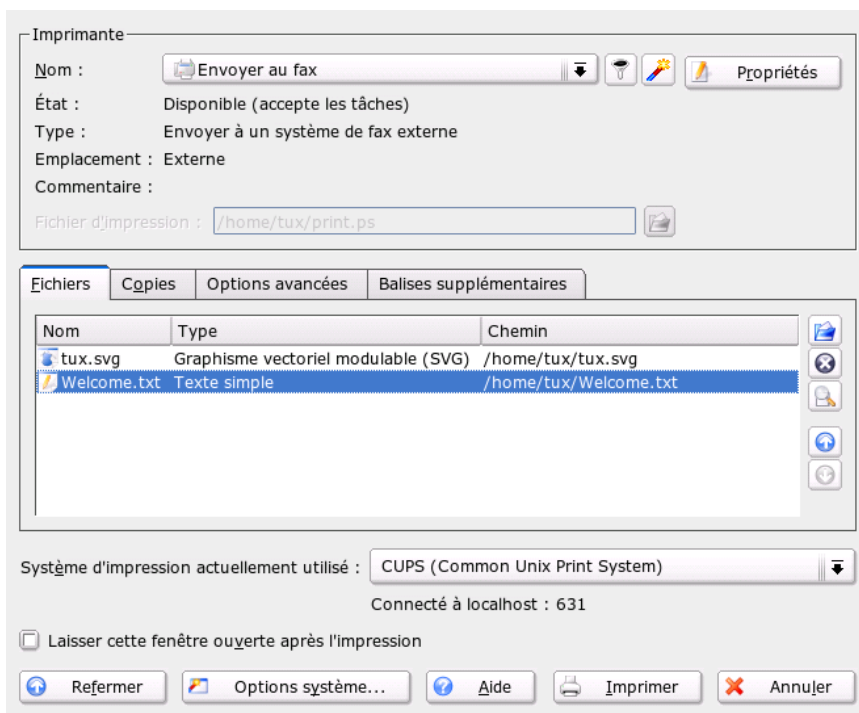 Imprimante
Nom : Envoyer au fax Propriétés
État : Disponible (accepte les tâches)
Type : Envoyer à un système de fax externe
Emplacement : Externe
Commentaire :
Fichier d'impression : /home/tux/print.ps
Fichiers Copies Options avancées Balises supplémentaires
Nom Type Chemin
tux.svg Graphisme vectoriel modulable (SVG) /home/tux/tux.svg
Welcome.txt Texte simple /home/tux/Welcome.txt
Système d'impression actuellement utilisé : CUPS (Common Unix Print System)
Connecté à localhost : 631
Laisser cette fenêtre ouverte après l'impression
Refermer Options système... Aide Imprimer Annuler